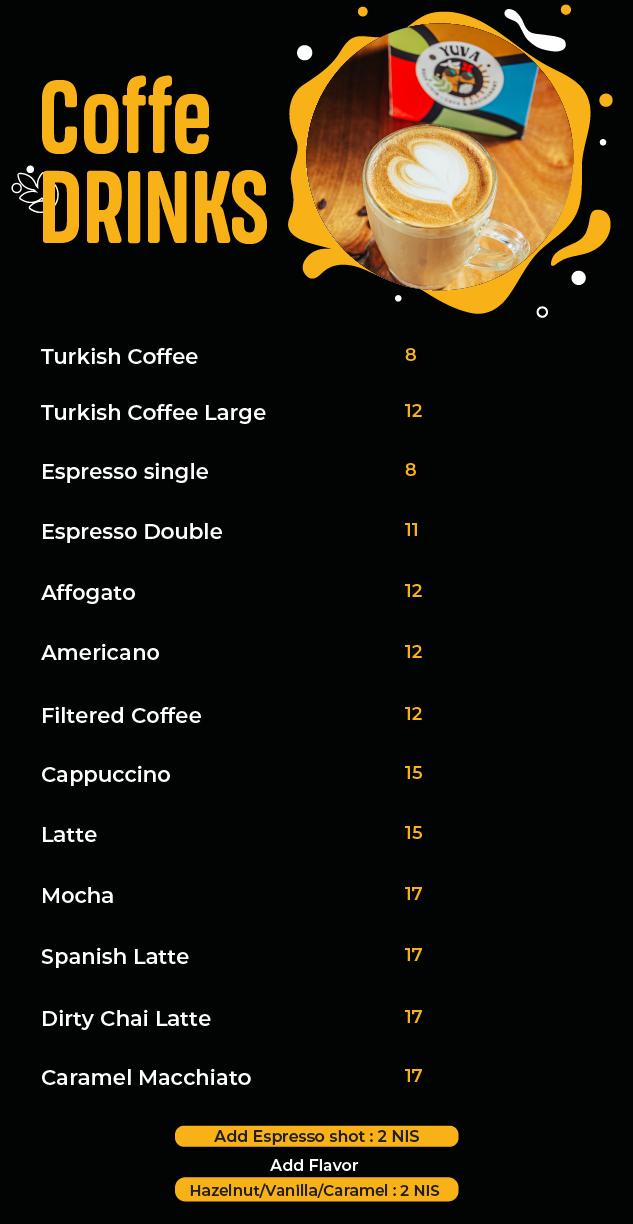 YUVA
Coffe
DRINKS
Turkish Coffee 8
Turkish Coffee Large 12
Espresso single 8
Espresso Double 11
Affogato 12
Americano 12
Filtered Coffee 12
Cappuccino 15
Latte 15
Mocha 17
Spanish Latte 17
Dirty Chai Latte 17
Caramel Macchiato 17
Add Espresso shot : 2 NIS
Add Flavor
Hazelnut/Vanilla/Caramel : 2 NIS